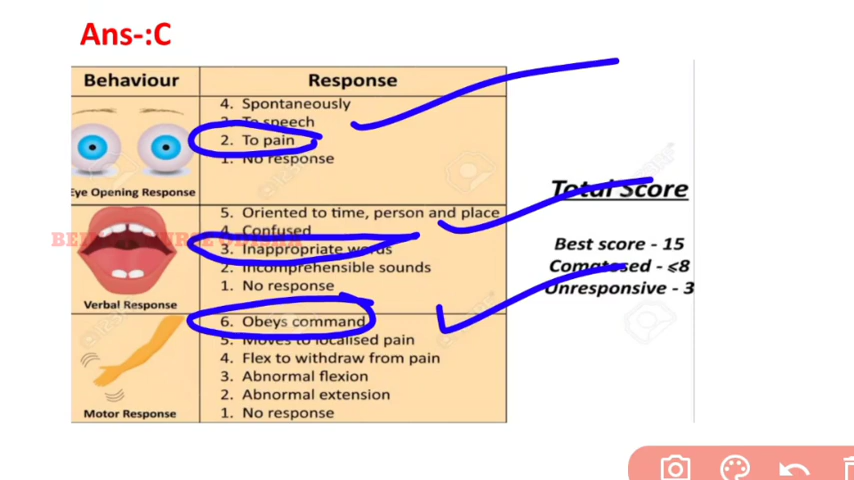 Ans-:C
Behaviour
Response
4. Spontaneously
3. To speech
2. To pain
1. No response
Eye Opening Response
5. Oriented to time, person and place
4. Confused
3. Inappropriate words
2. Incomprehensible sounds
1. No response
Verbal Response
6. Obeys command
5. Moves to localised pain
4. Flex to withdraw from pain
3. Abnormal flexion
2. Abnormal extension
1. No response
Motor Response
Total Score
Best score - 15
Comatosed - ⩽8
Unresponsive - 3